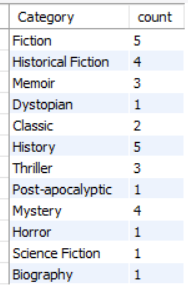 Category count
Fiction 5
Historical Fiction 4
Memoir 3
Dystopian 1
Classic 2
History 5
Thriller 3
Post-apocalyptic 1
Mystery 4
Horror 1
Science Fiction 1
Biography 1